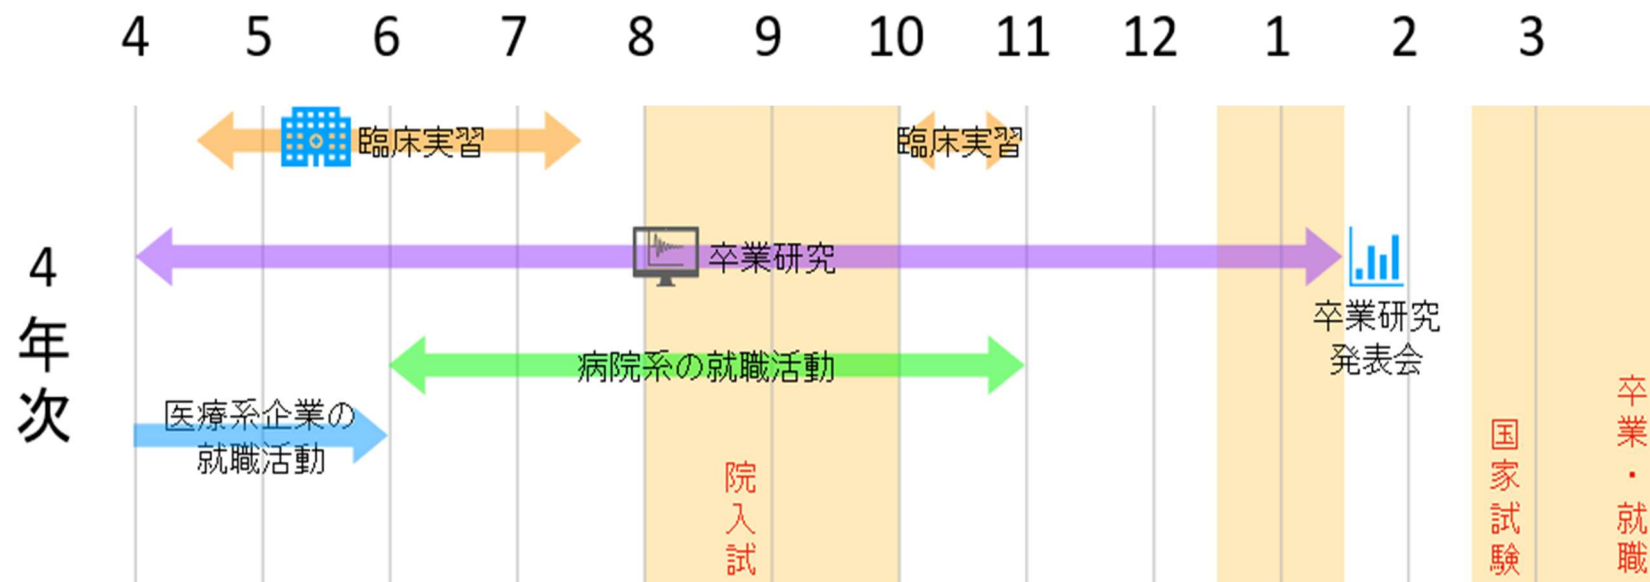 4 5 6 7 8 9 10 11 12 1 2 3
4年次
臨床実習
臨床実習
卒業研究
卒業研究
発表会
病院系の就職活動
医療系企業の
就職活動
院入試
国家試験
卒業・就職